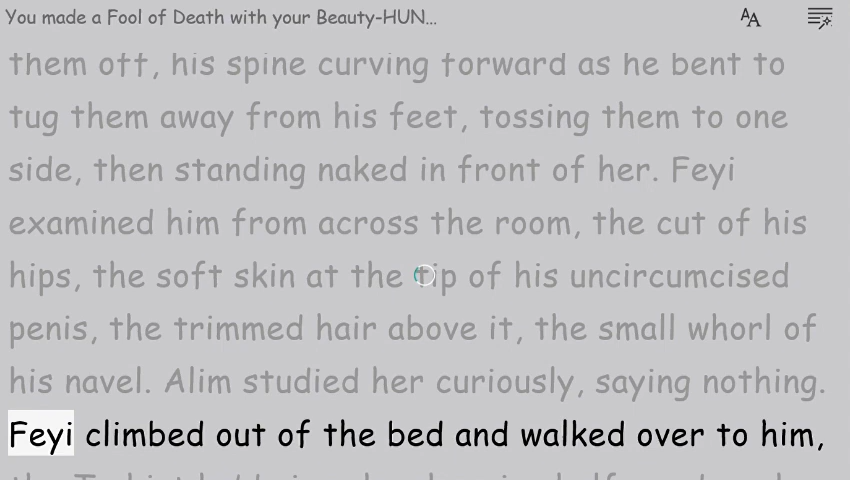 You made a Fool of Death with your Beauty-HUN...
AA
them off, his spine curving forward as he bent to
tug them away from his feet, tossing them to one
side, then standing naked in front of her. Feyi
examined him from across the room, the cut of his
hips, the soft skin at the tip of his uncircumcised
penis, the trimmed hair above it, the small whorl of
his navel. Alim studied her curiously, saying nothing.
Feyi climbed out of the bed and walked over to him,